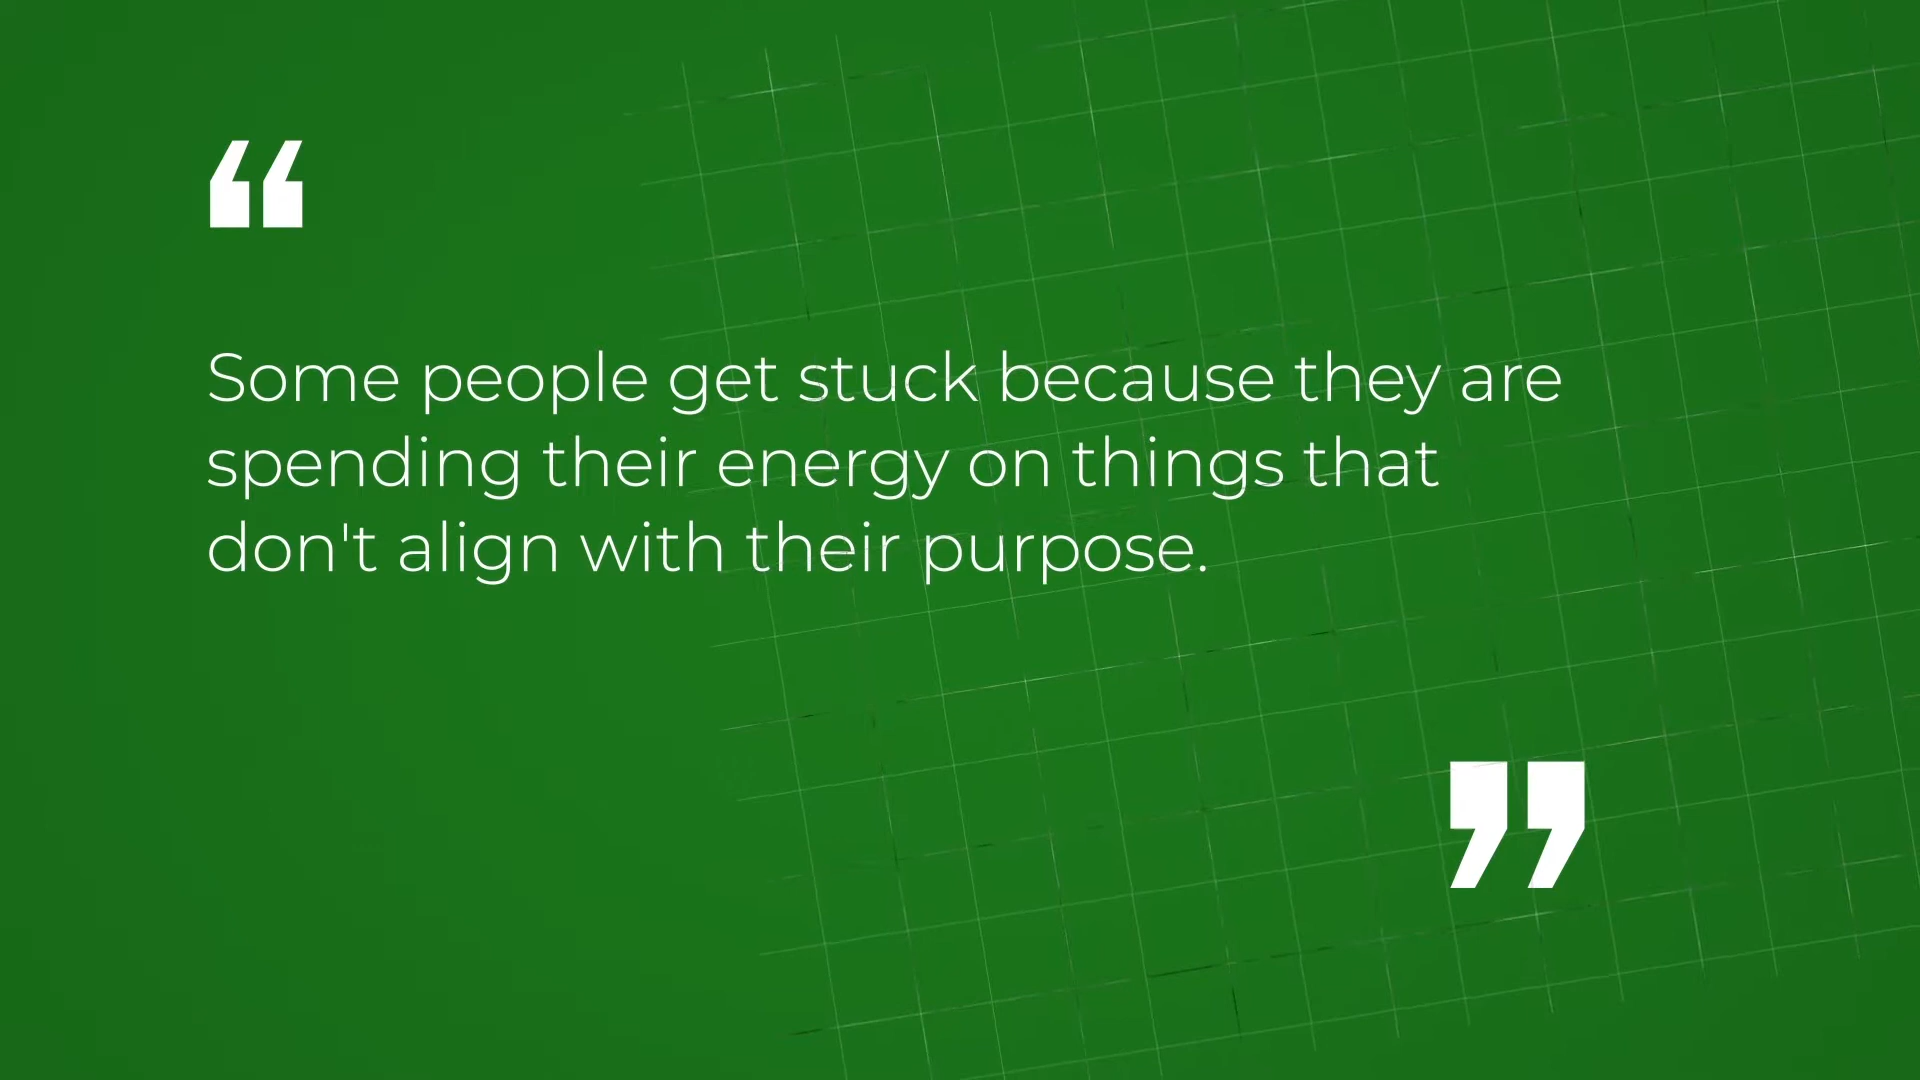 “
Some people get stuck because they are
spending their energy on things that
don't align with their purpose.
”